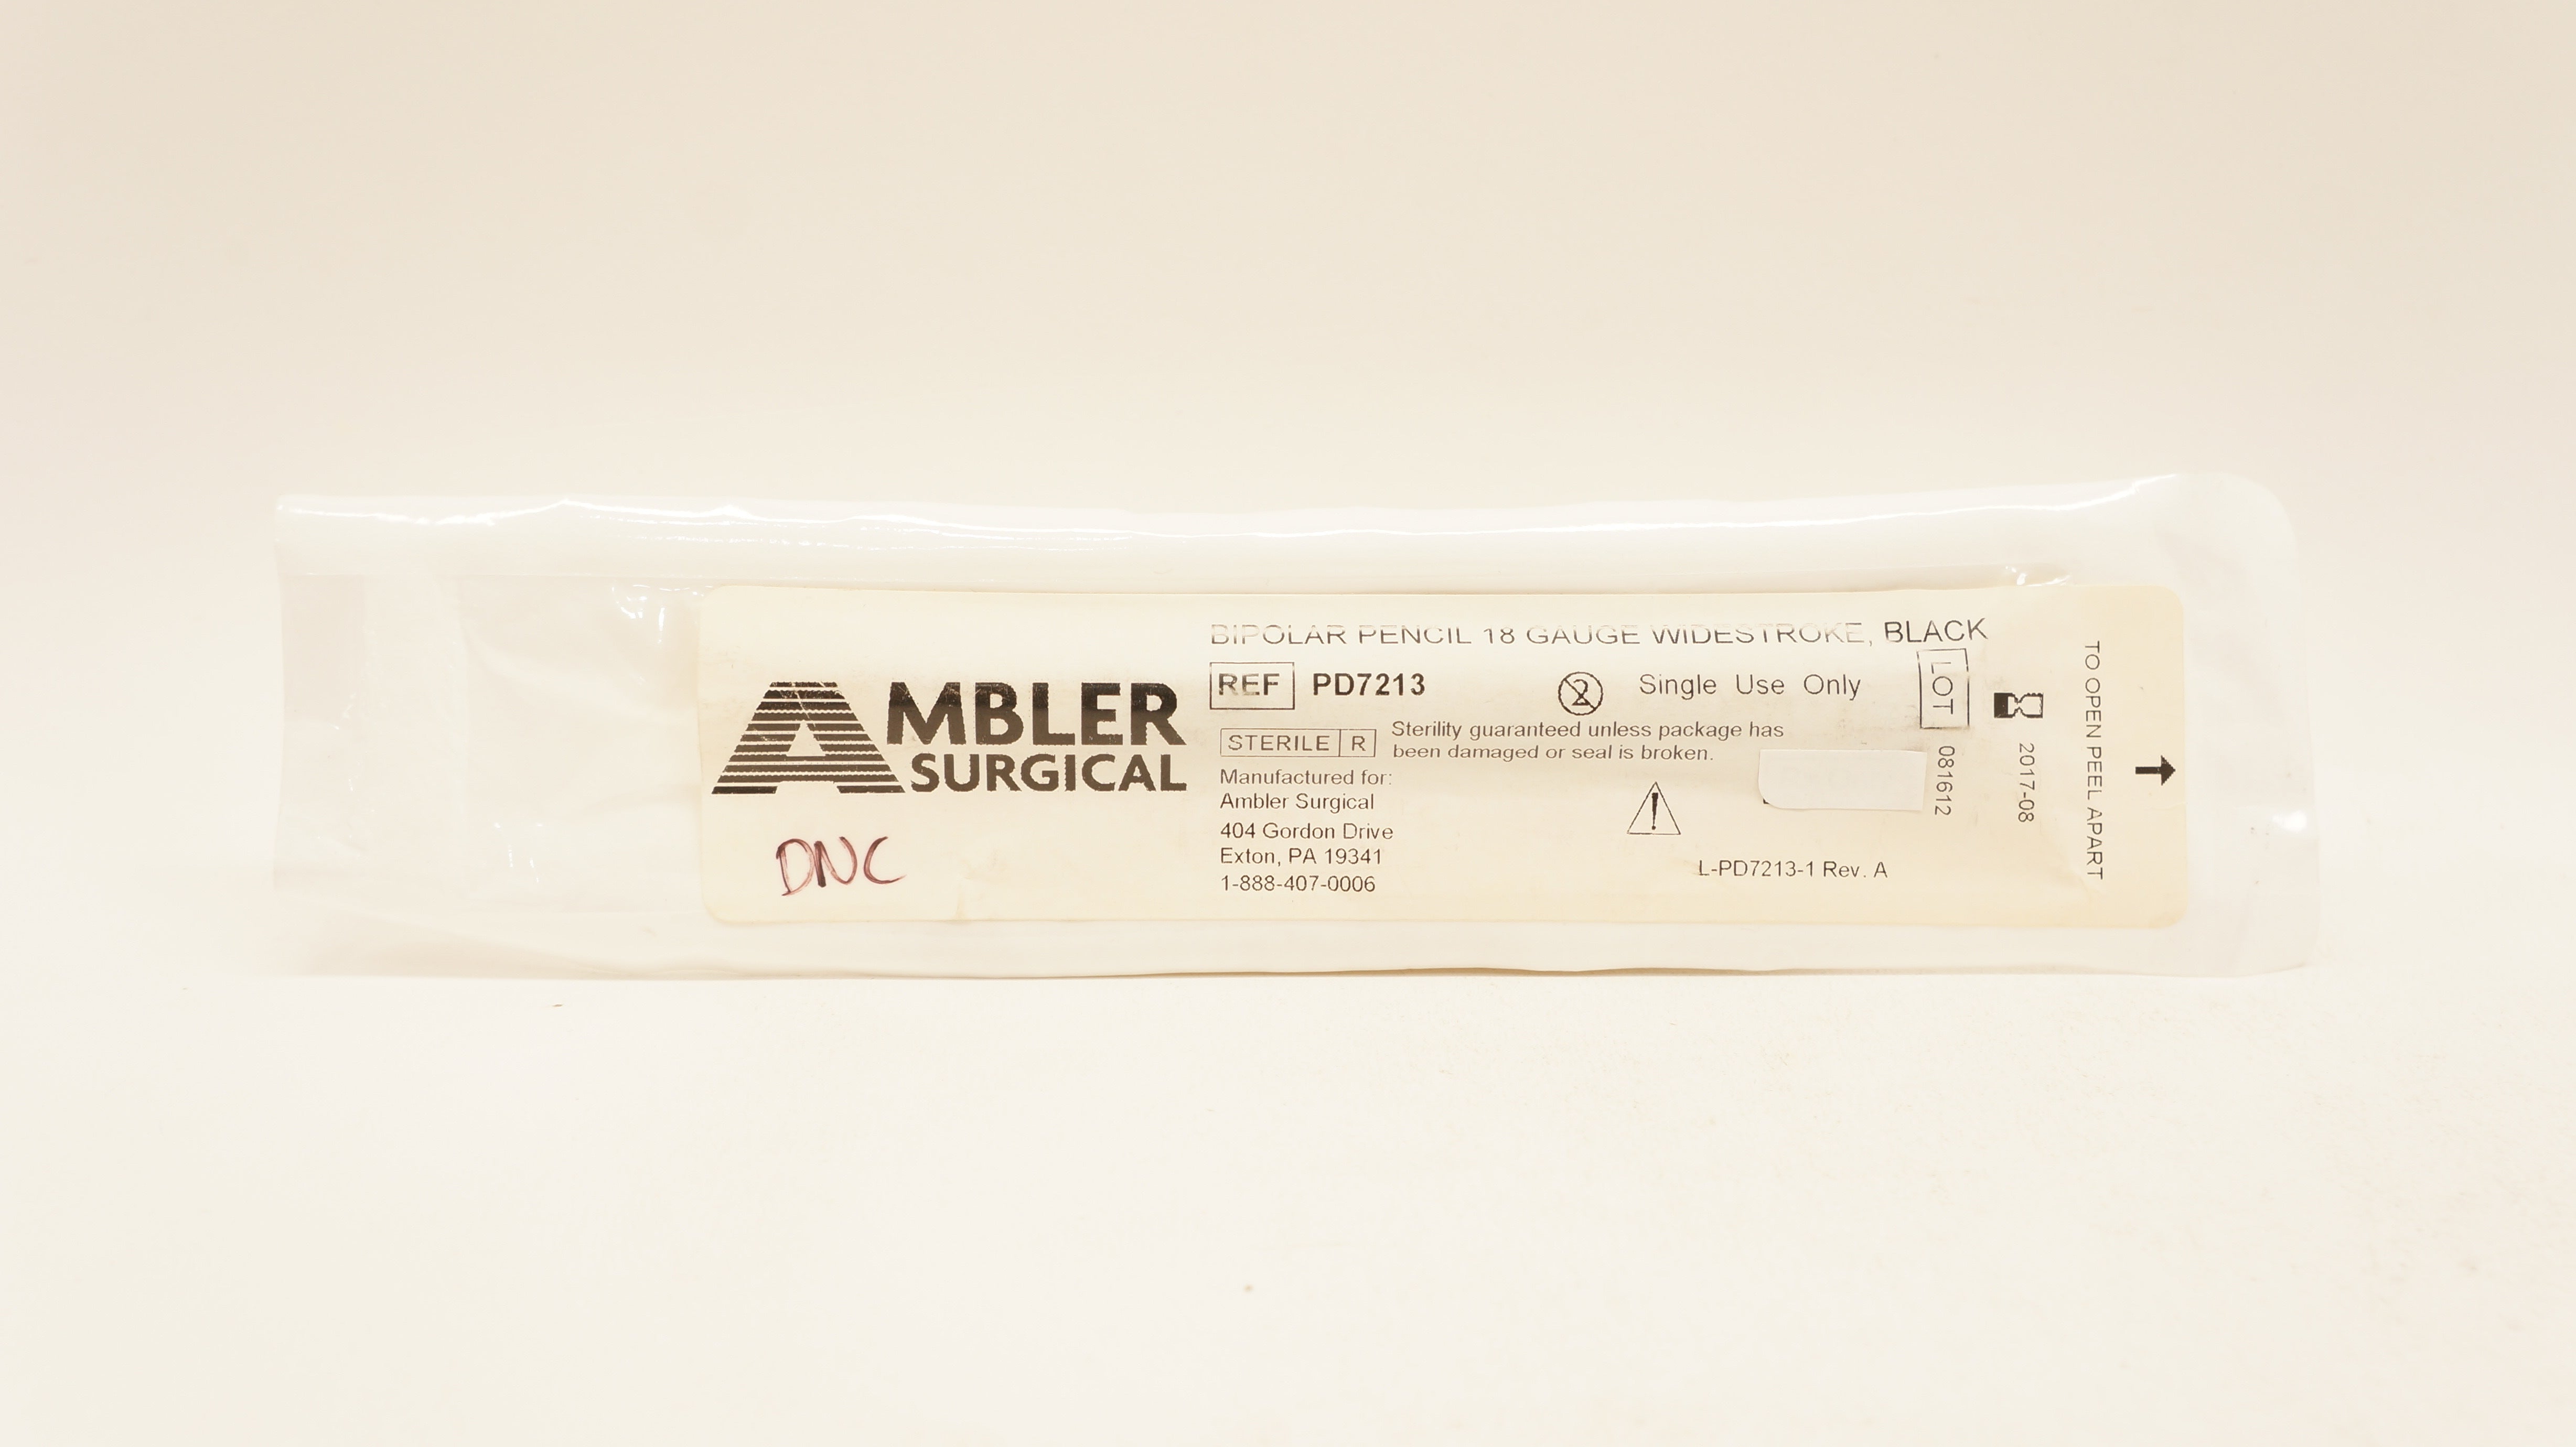 AMBLER
SURGICAL
DNC
BIPOLAR PENCIL 18 GAUGE WIDESTROKE, BLACK
REF PD7213
2 Single Use Only
STERILE R
Sterility guaranteed unless package has
been damaged or seal is broken.
Manufactured for:
Ambler Surgical
404 Gordon Drive
Exton, PA 19341
1-888-407-0006
L-PD7213-1 Rev. A
LOT 081612
2017-08
TO OPEN PEEL APART